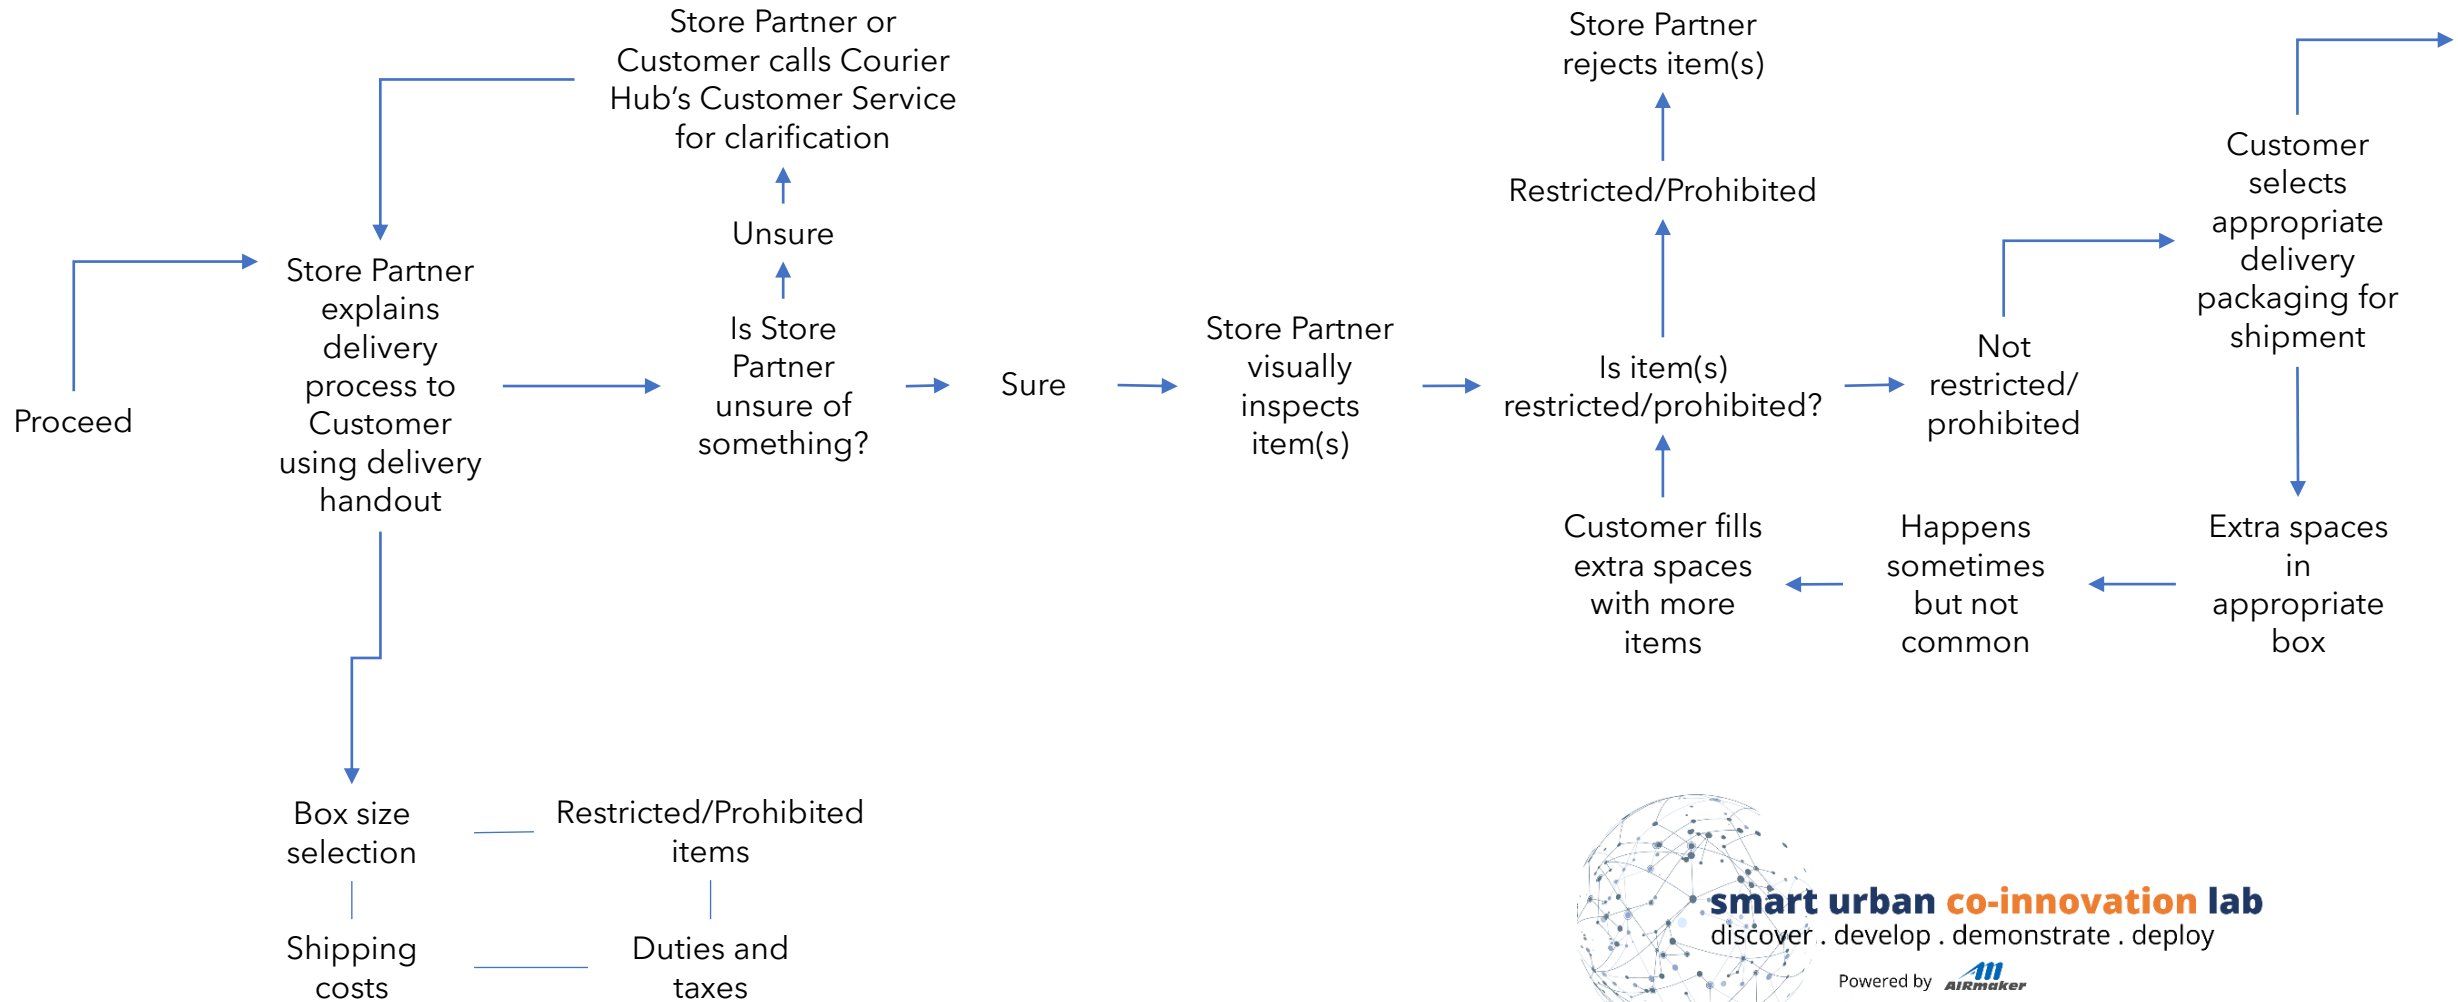 Proceed
Store Partner
explains
delivery
process to
Customer
using delivery
handout
Store Partner or
Customer calls Courier
Hub’s Customer Service
for clarification
Unsure
Is Store
Partner
unsure of
something?
Sure
Store Partner
visually
inspects
item(s)
Store Partner
rejects item(s)
Restricted/Prohibited
Is item(s)
restricted/prohibited?
Not
restricted/
prohibited
Customer
selects
appropriate
delivery
packaging for
shipment
Extra spaces
in
appropriate
box
Happens
sometimes
but not
common
Customer fills
extra spaces
with more
items
Box size
selection
Restricted/Prohibited
items
Shipping
costs
Duties and
taxes
smart urban co-innovation lab
discover . develop . demonstrate . deploy
Powered by AIRmaker